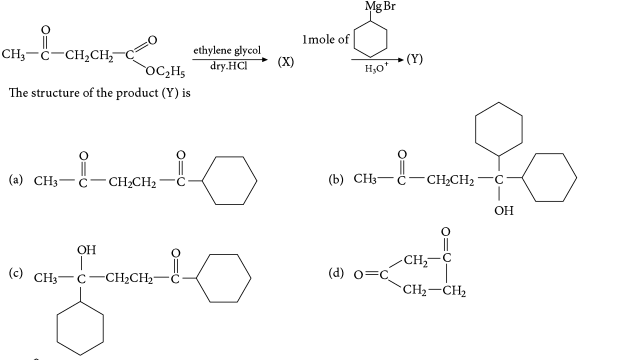 MgBr
O
O
CH₃—C—CH₂CH₂—C
OC₂H₅
ethylene glycol
dry.HCl
(X)
1mole of
H₃O⁺
(Y)
The structure of the product (Y) is
(a) CH₃—C—CH₂CH₂—C
O
O
(b) CH₃—C—CH₂CH₂—C
O
OH
(c) CH₃—C—CH₂CH₂—C
OH
O
(d) O=C
CH₂—C
O
CH₂—CH₂